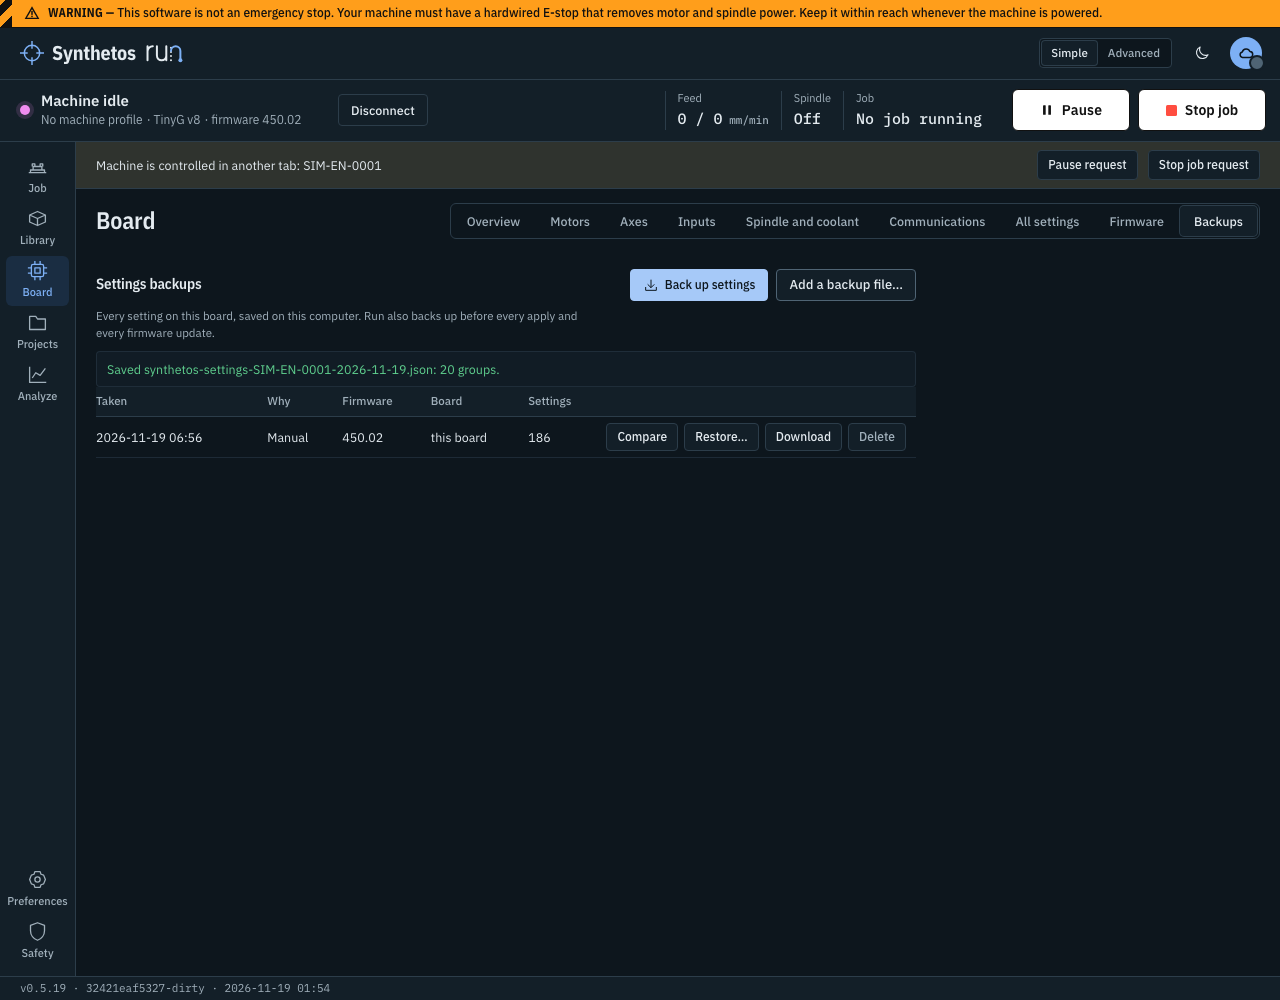 WARNING — This software is not an emergency stop. Your machine must have a hardwired E-stop that removes motor and spindle power. Keep it within reach whenever the machine is powered.
Synthetos run
Simple Advanced
Machine idle
No machine profile · TinyG v8 · firmware 450.02
Disconnect
Feed
0 / 0 mm/min
Spindle
Off
Job
No job running
Pause
Stop job
Machine is controlled in another tab: SIM-EN-0001
Pause request
Stop job request
Job
Library
Board
Projects
Analyze
Preferences
Safety
Board
Overview Motors Axes Inputs Spindle and coolant Communications All settings Firmware Backups
Settings backups
Back up settings
Add a backup file...
Every setting on this board, saved on this computer. Run also backs up before every apply and
every firmware update.
Saved synthetos-settings-SIM-EN-0001-2026-11-19.json: 20 groups.
Taken Why Firmware Board Settings
2026-11-19 06:56 Manual 450.02 this board 186 Compare Restore... Download Delete
v0.5.19 · 32421eaf5327-dirty · 2026-11-19 01:54